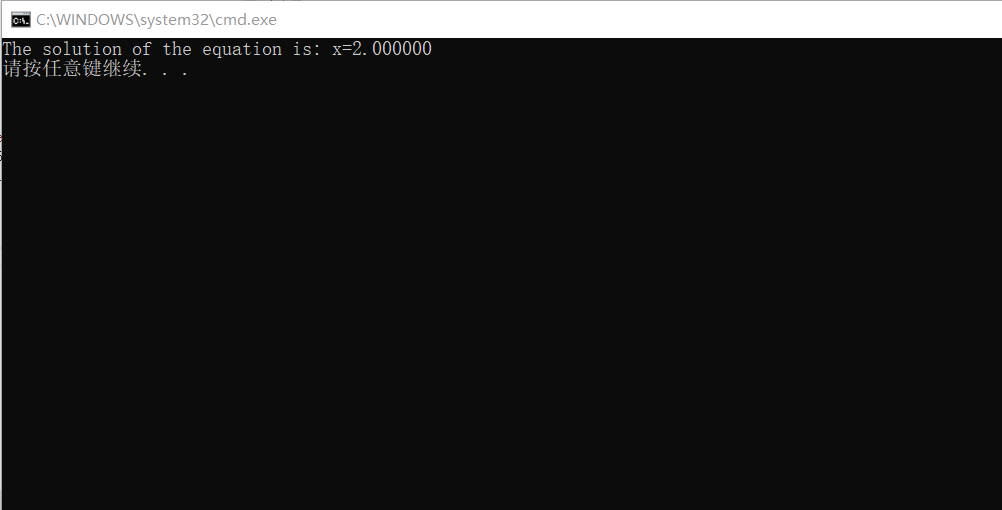 C:\WINDOWS\system32\cmd.exe
The solution of the equation is: x=2.000000
请按任意键继续. . .